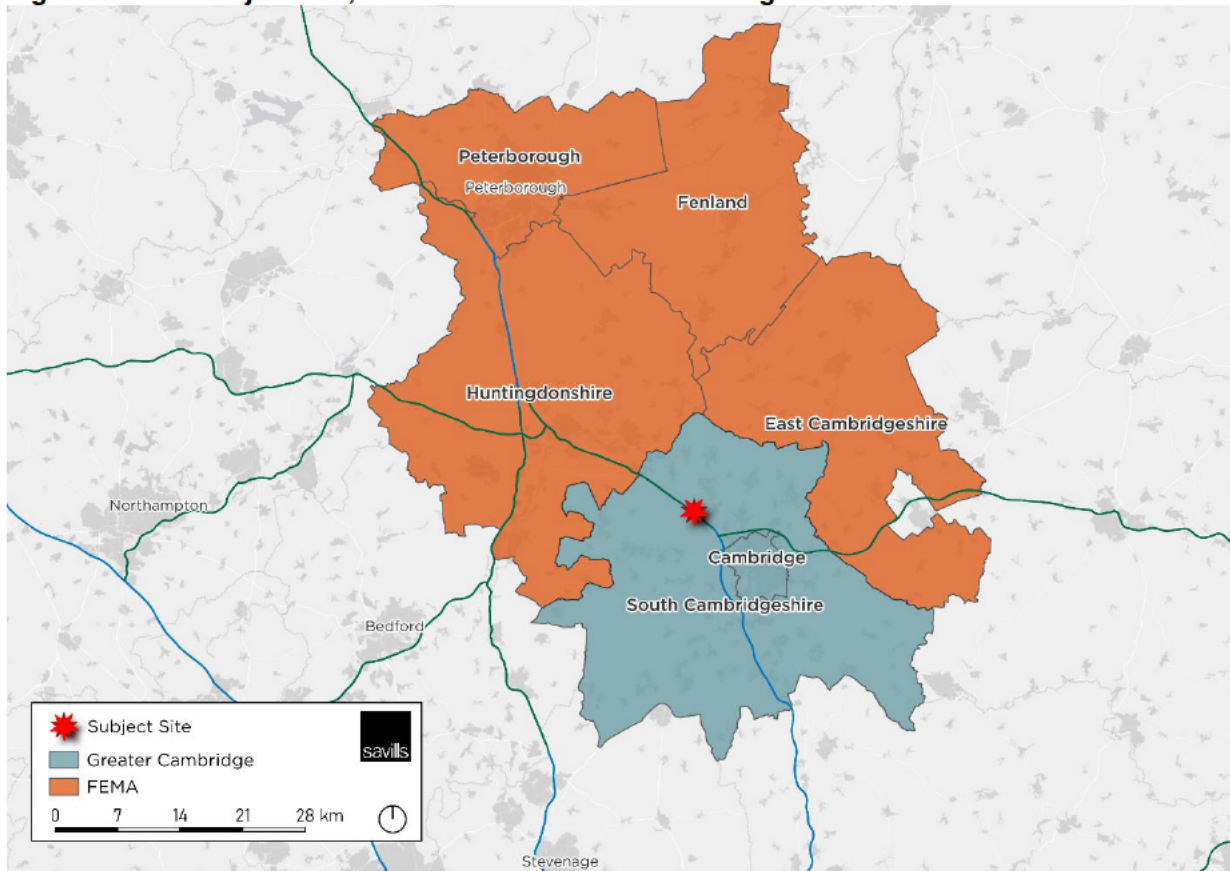 Peterborough
Peterborough
Fenland
Huntingdonshire
East Cambridgeshire
Northampton
Cambridge
South Cambridgeshire
Bedford
Subject Site
savills
Greater Cambridge
FEMA
0 7 14 21 28 km
Stevenage